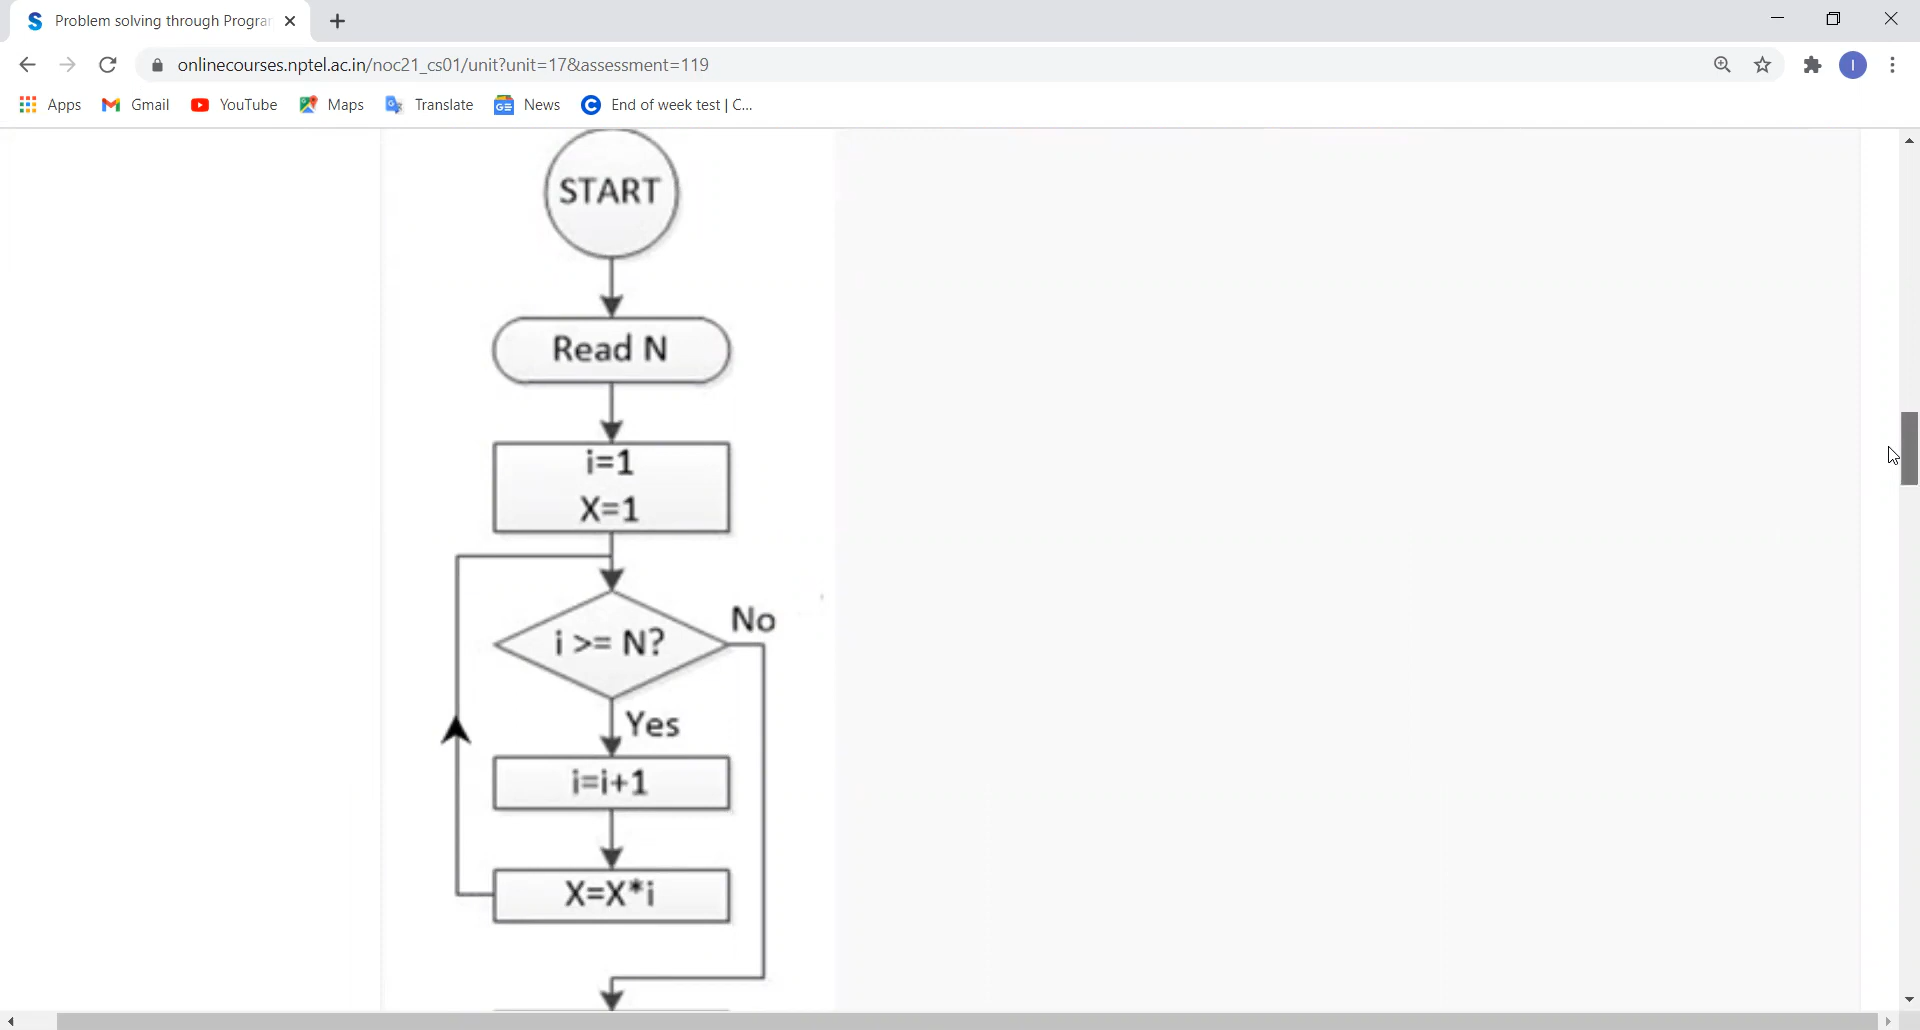 Problem solving through Progra
onlinecourses.nptel.ac.in/noc21_cs01/unit?unit=17&assessment=119
I
Apps
Gmail
YouTube
Maps
Translate
News
End of week test | C...
START
Read N
i=1
X=1
i >= N?
No
Yes
i=i+1
X=X*i